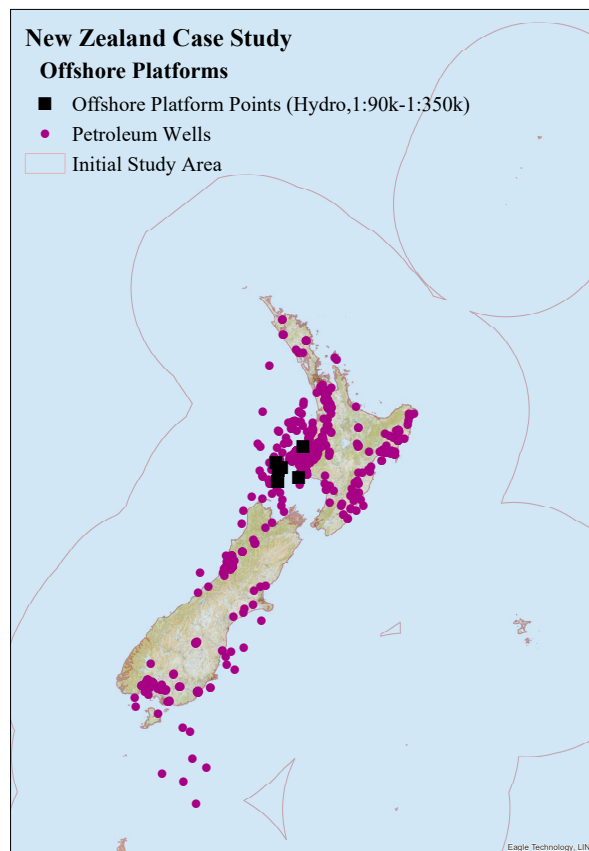 New Zealand Case Study
Offshore Platforms
Offshore Platform Points (Hydro,1:90k-1:350k)
Petroleum Wells
Initial Study Area
Eagle Technology, LIN